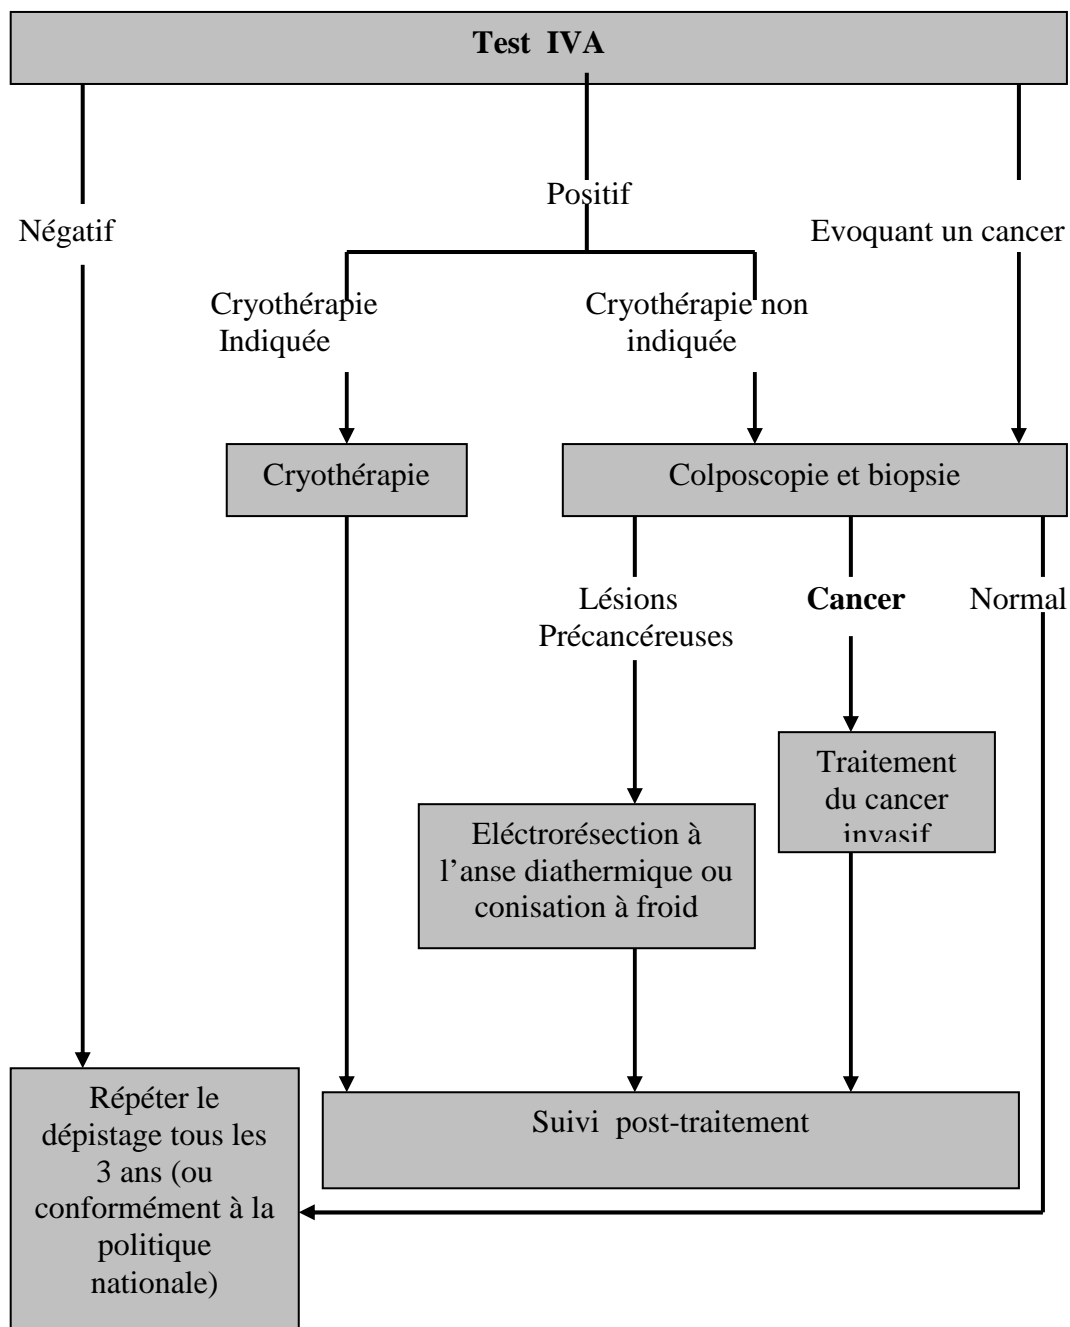 Test IVA
Positif
Négatif
Evoquant un cancer
Cryothérapie
Indiquée
Cryothérapie non
indiquée
Cryothérapie
Colposcopie et biopsie
Lésions
Précancéreuses
Cancer
Normal
Traitement
du cancer
invasif
Eléctrorésection à
l’anse diathermique ou
conisation à froid
Répéter le
dépistage tous les
3 ans (ou
conformément à la
politique
nationale)
Suivi post-traitement